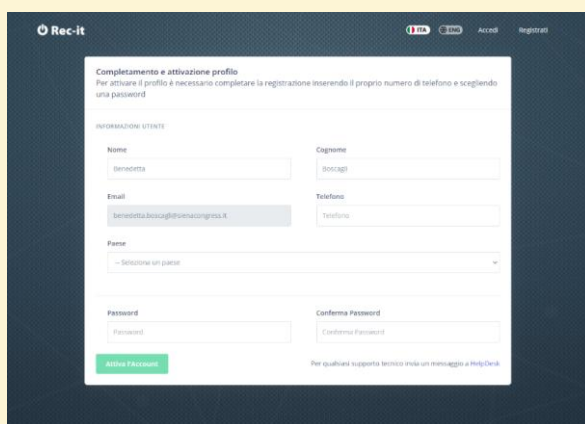 Rec-it
ITA ENG Accedi Registrati
Completamento e attivazione profilo
Per attivare il profilo è necessario completare la registrazione inserendo il proprio numero di telefono e scegliendo
una password
INFORMAZIONI UTENTE
Nome Cognome
Benedetta Boscagli
Email Telefono
benedetta.boscagli@sienacongress.it Telefono
Paese
-- Seleziona un paese
Password Conferma Password
Password Conferma Password
Attiva l'Account Per qualsiasi supporto tecnico invia un messaggio a HelpDesk